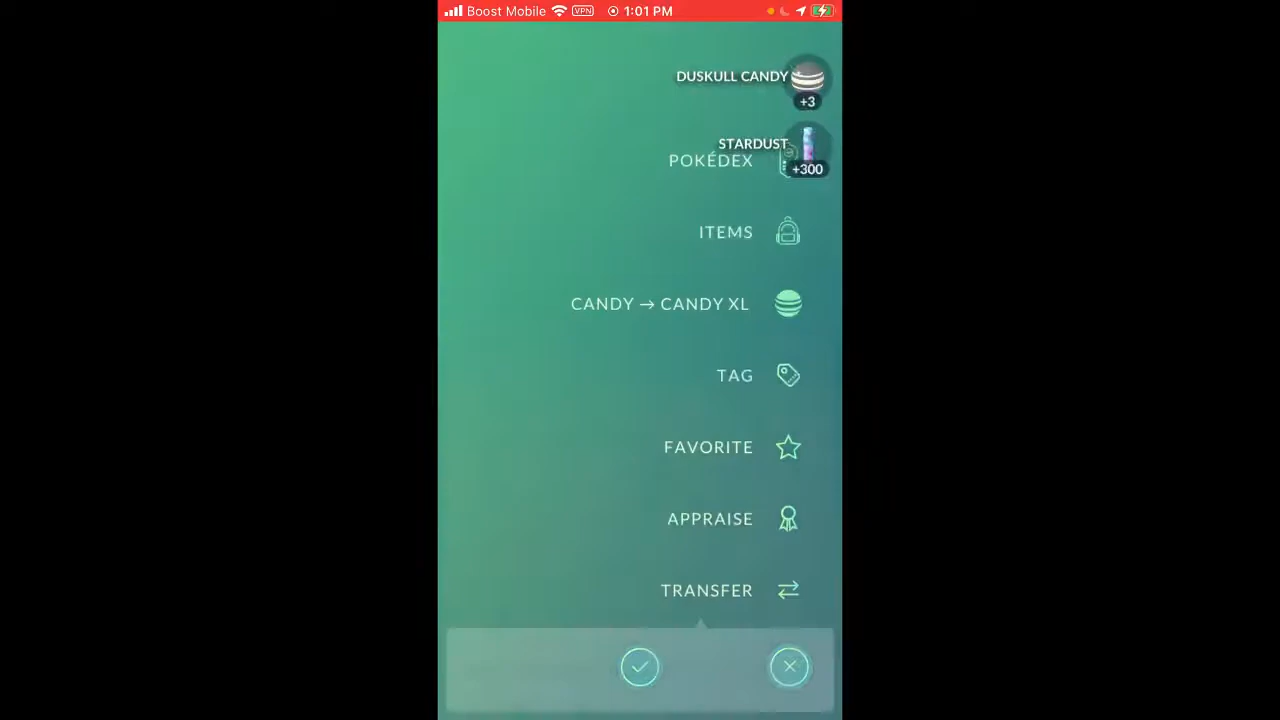 Boost Mobile VPN 1:01 PM
DUSKULL CANDY
+3
STARDUST
+300
POKÉDEX
ITEMS
CANDY → CANDY XL
TAG
FAVORITE
APPRAISE
TRANSFER